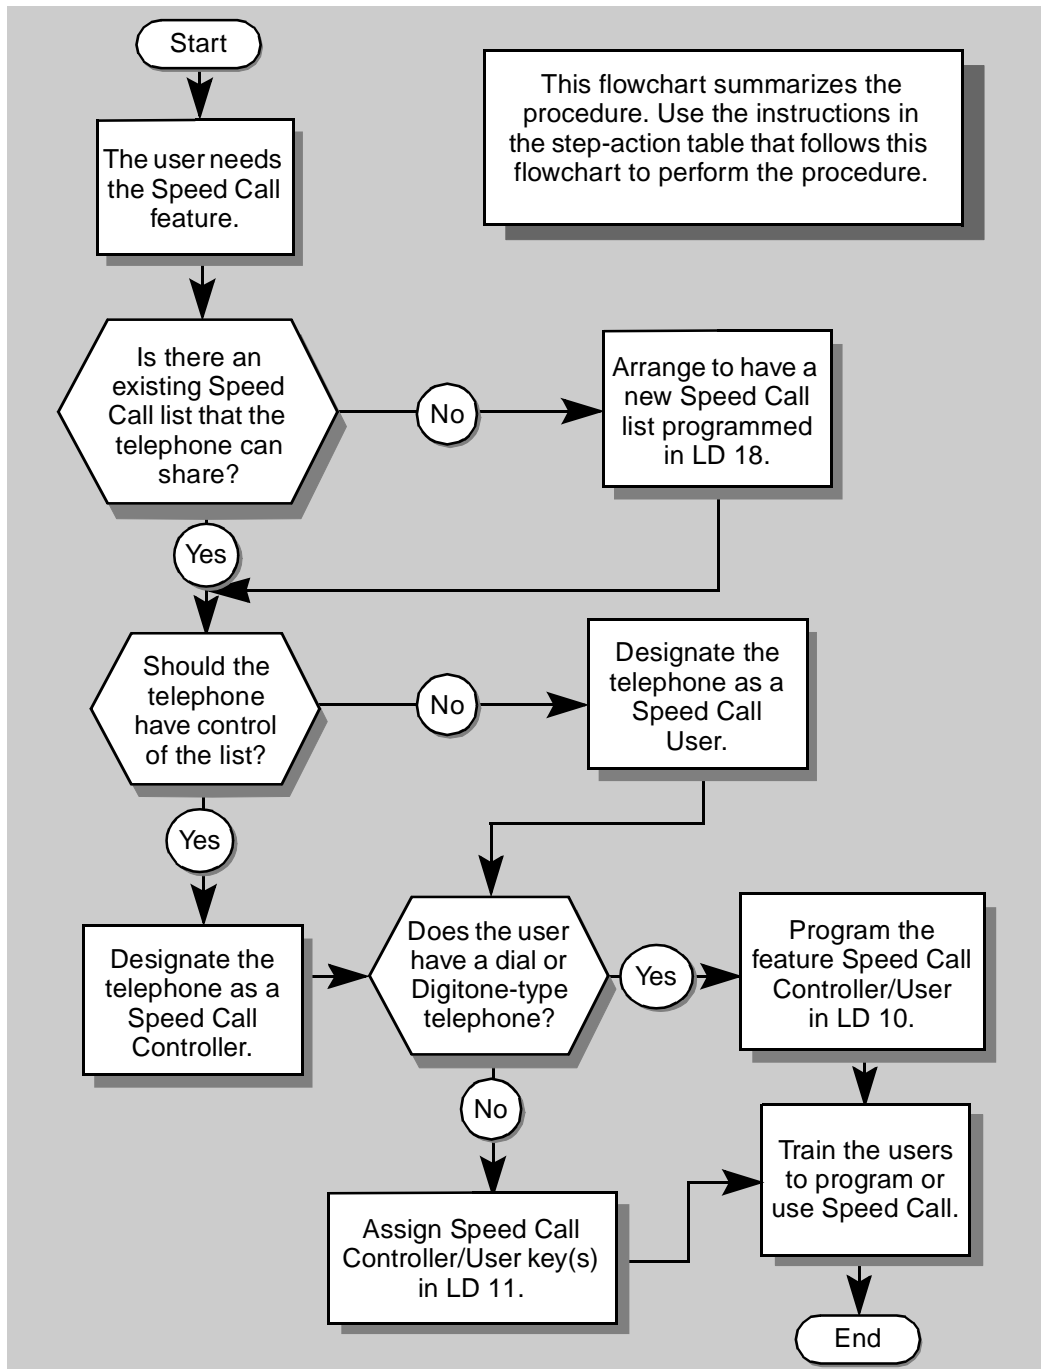 Start
This flowchart summarizes the
procedure. Use the instructions in
the step-action table that follows this
flowchart to perform the procedure.
The user needs
the Speed Call
feature.
Is there an
existing Speed
Call list that the
telephone can
share?
No
Arrange to have a
new Speed Call
list programmed
in LD 18.
Yes
Should the
telephone
have control
of the list?
No
Designate the
telephone as a
Speed Call
User.
Yes
Designate the
telephone as a
Speed Call
Controller.
Does the user
have a dial or
Digitone-type
telephone?
Yes
Program the
feature Speed Call
Controller/User
in LD 10.
No
Assign Speed Call
Controller/User key(s)
in LD 11.
Train the users
to program or
use Speed Call.
End